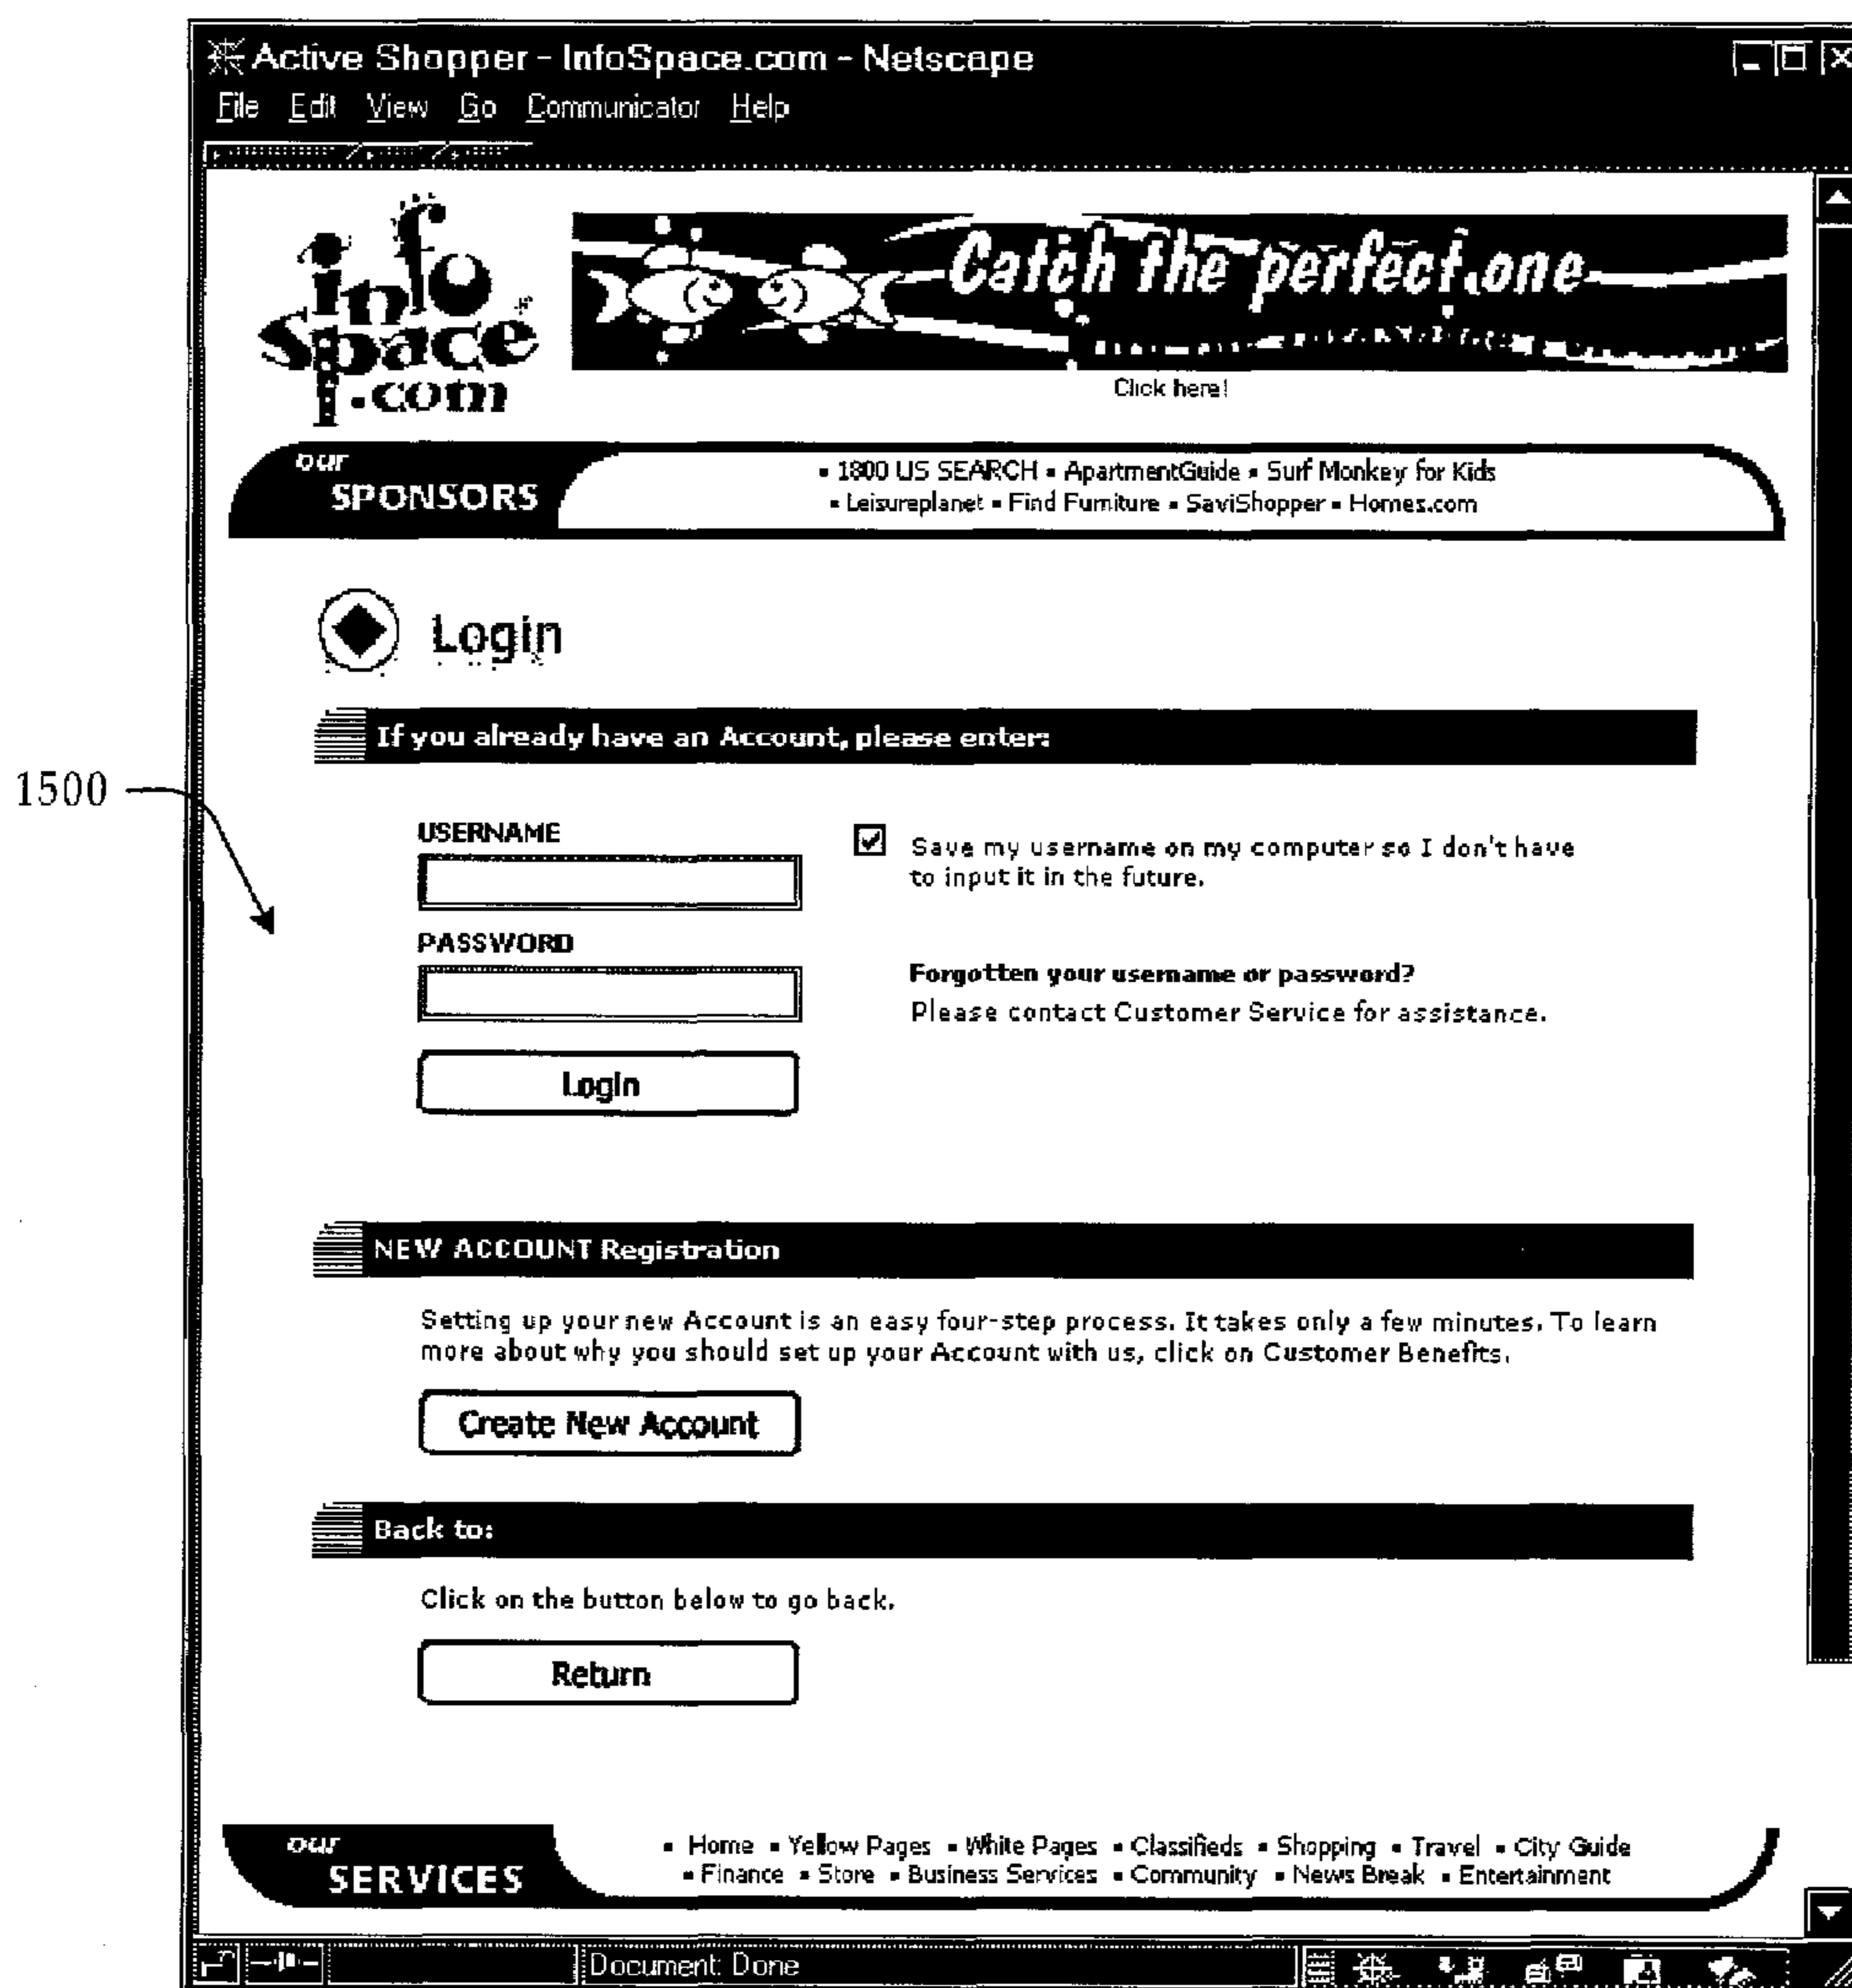 Active Shopper - InfoSpace.com - Netscape
File Edit View Go Communicator Help
info
space
.com
Catch the perfect one
Click here!
our
SPONSORS
▪ 1800 US SEARCH ▪ ApartmentGuide ▪ Surf Monkey for Kids
▪ Leisureplanet ▪ Find Furniture ▪ SaviShopper ▪ Homes.com
Login
If you already have an Account, please enter:
1500
USERNAME
Save my username on my computer so I don't have
to input it in the future.
PASSWORD
Forgotten your username or password?
Please contact Customer Service for assistance.
Login
NEW ACCOUNT Registration
Setting up your new Account is an easy four-step process. It takes only a few minutes. To learn
more about why you should set up your Account with us, click on Customer Benefits.
Create New Account
Back to:
Click on the button below to go back.
Return
our
SERVICES
▪ Home ▪ Yellow Pages ▪ White Pages ▪ Classifieds ▪ Shopping ▪ Travel ▪ City Guide
▪ Finance ▪ Store ▪ Business Services ▪ Community ▪ News Break ▪ Entertainment
Document: Done